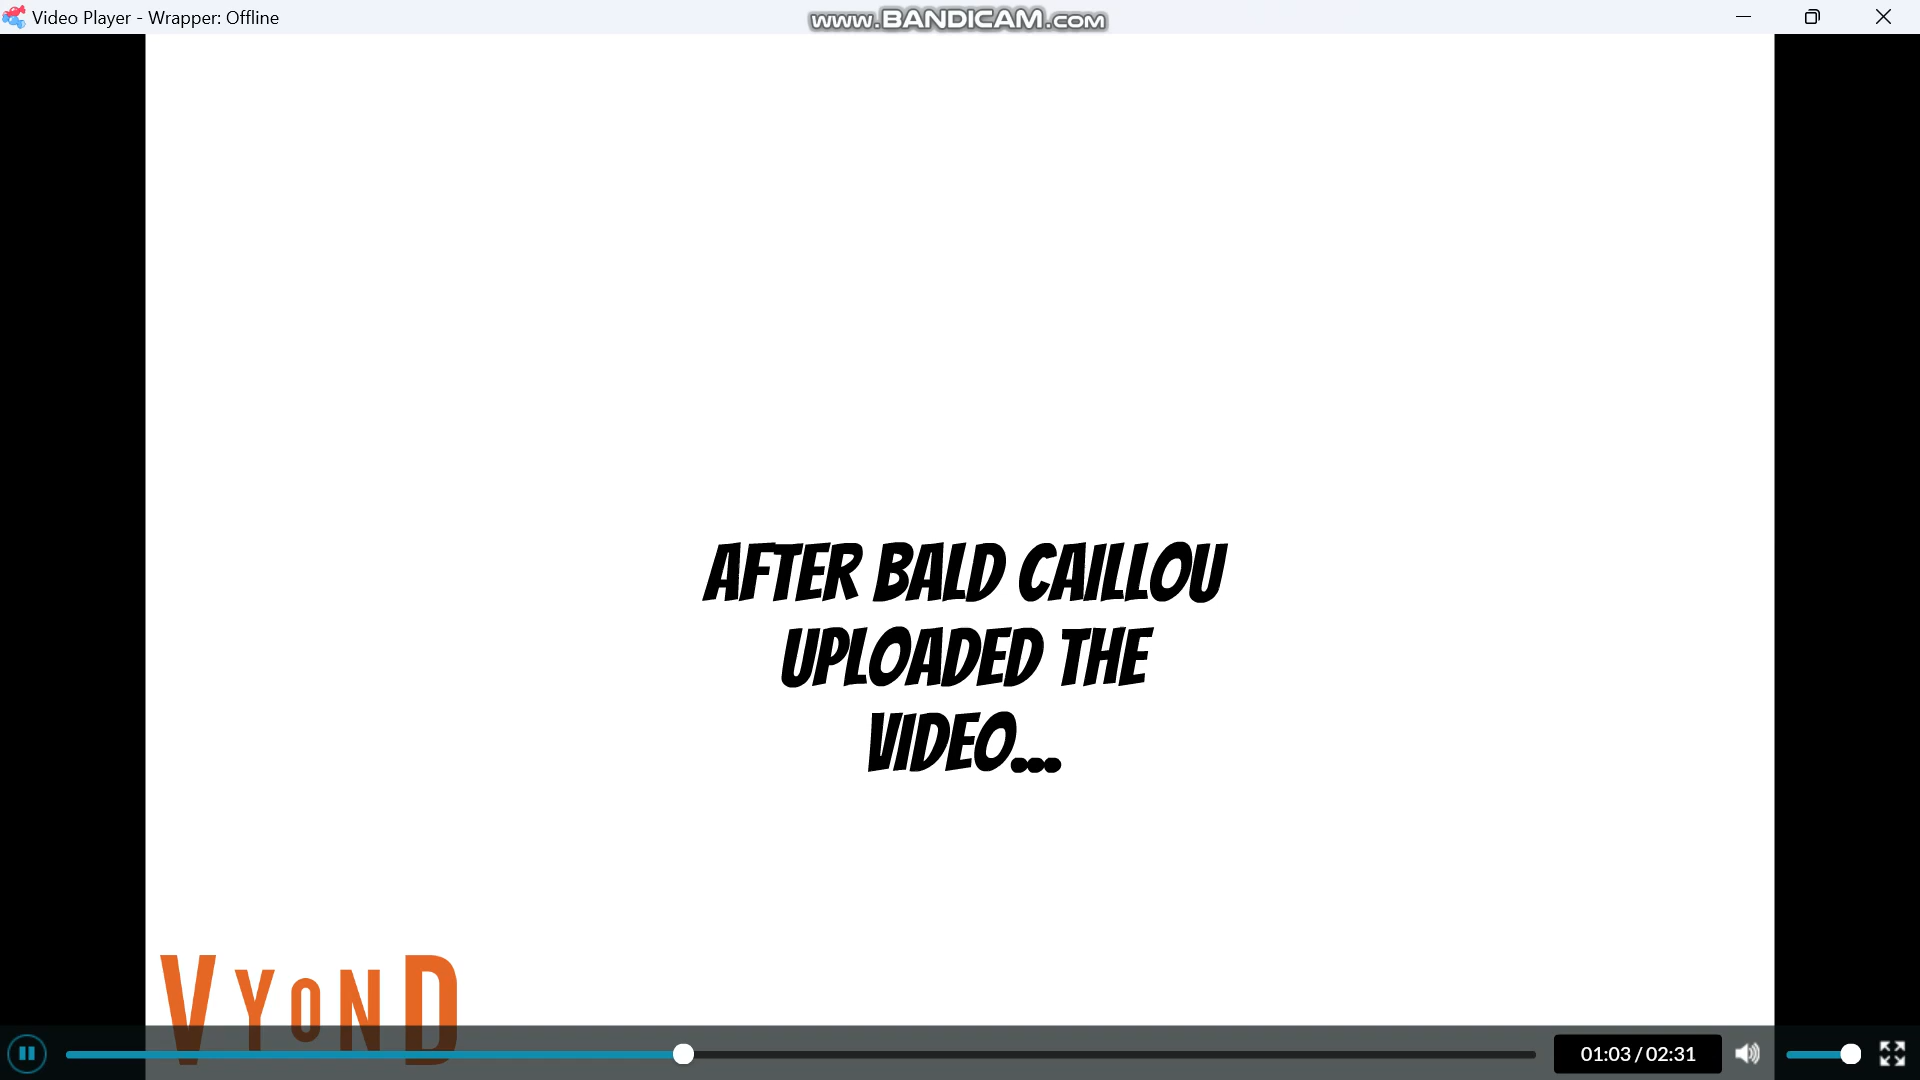 Video Player - Wrapper: Offline
www.BANDICAM.com
AFTER BALD CAILLOU
UPLOADED THE
VIDEO...
VYOND
01:03 / 02:31